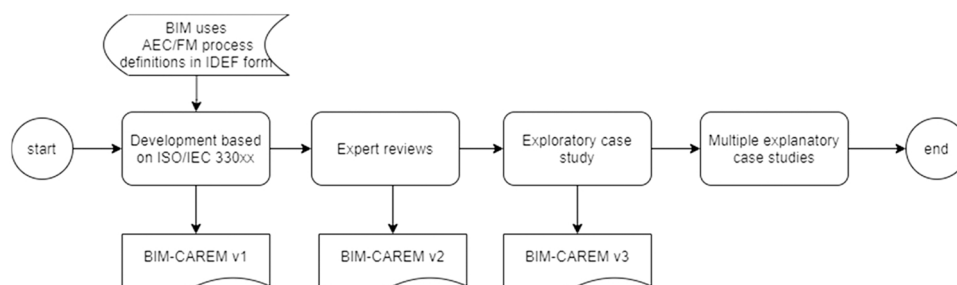 BIM uses
AEC/FM process
definitions in IDEF form
start
Development based
on ISO/IEC 330xx
Expert reviews
Exploratory case
study
Multiple explanatory
case studies
end
BIM-CAREM v1
BIM-CAREM v2
BIM-CAREM v3